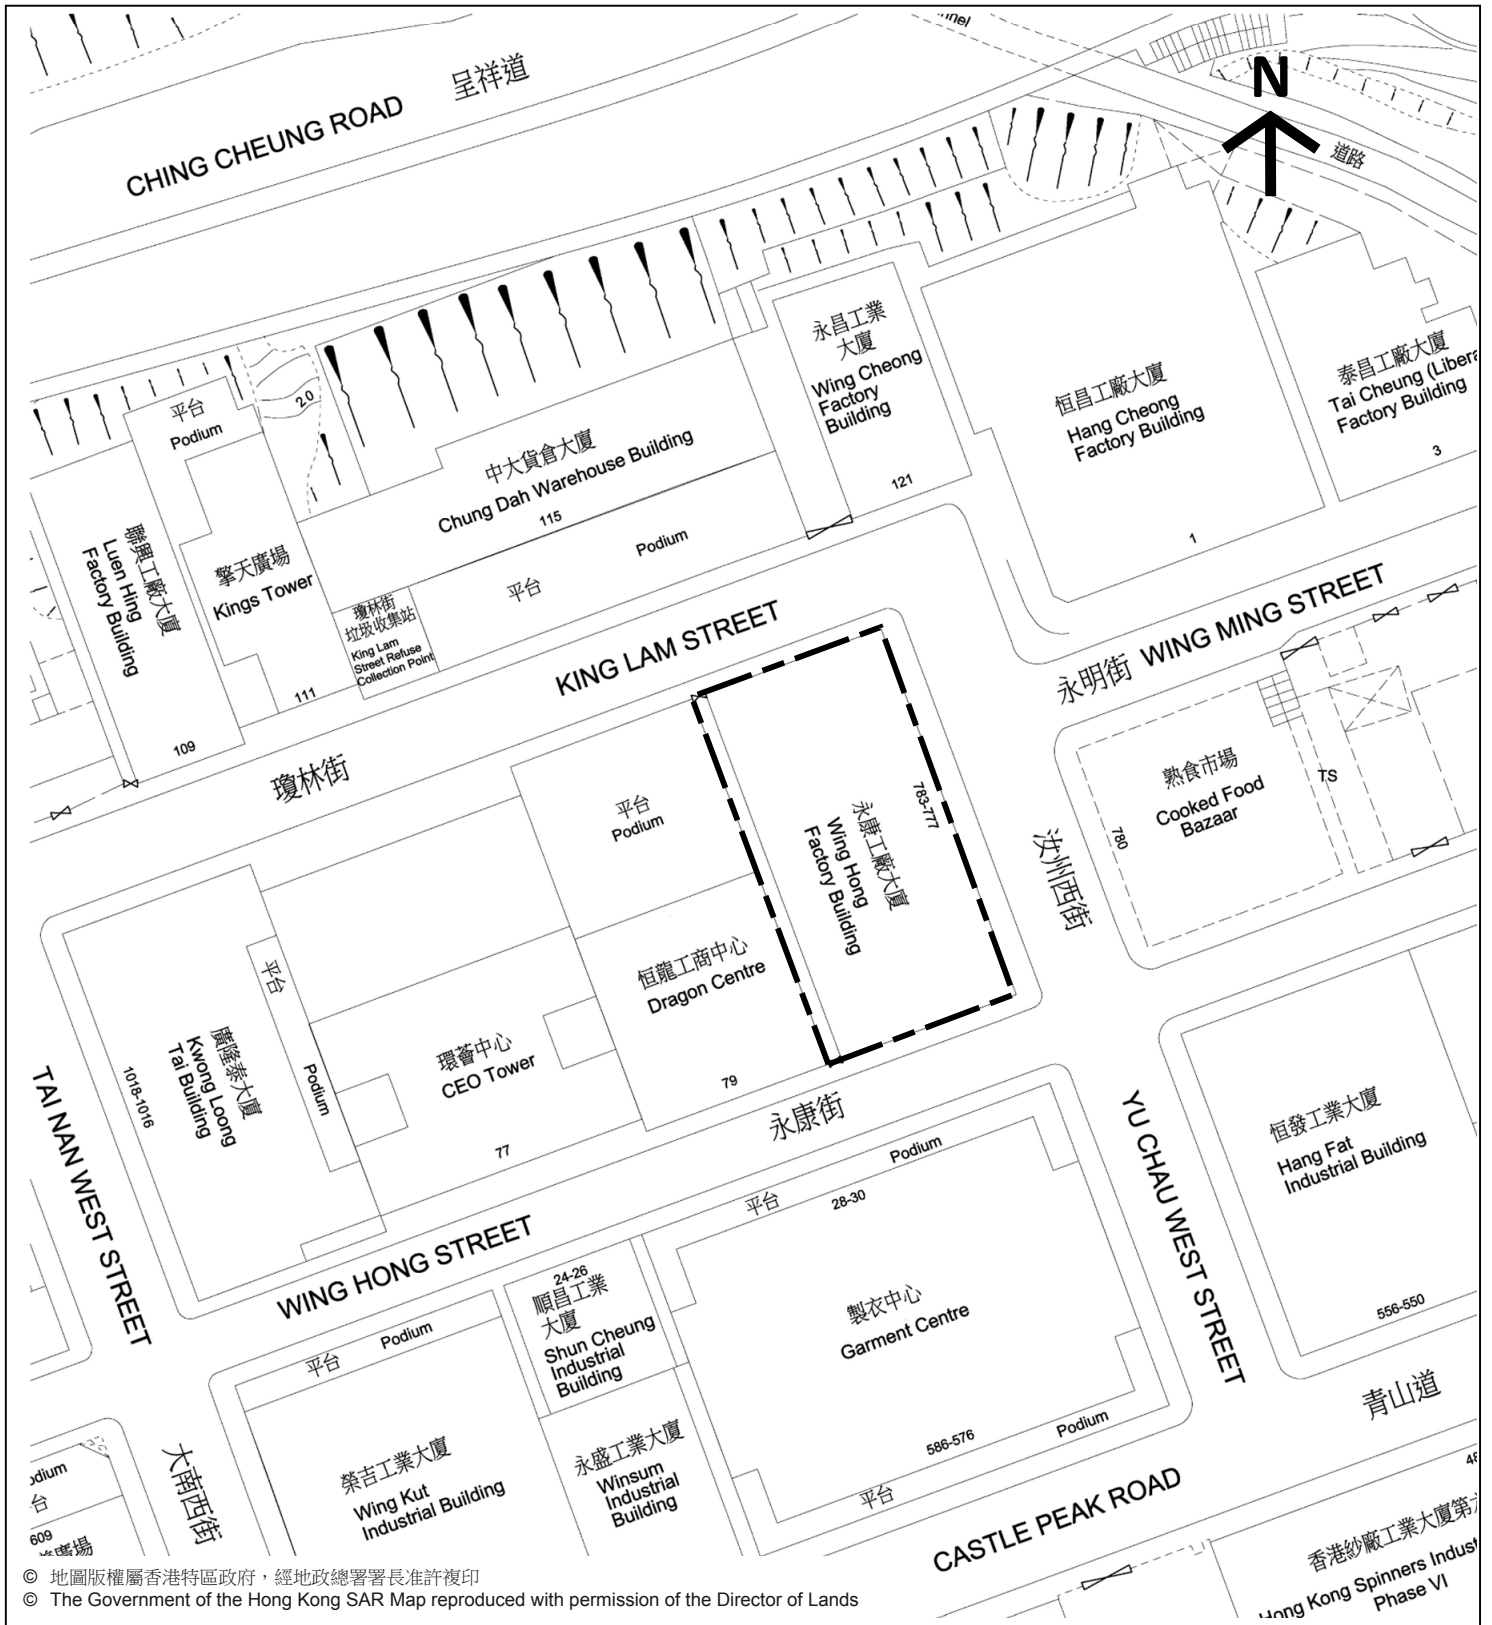 呈祥道
CHING CHEUNG ROAD
N
道路
永昌工業
大廈
Wing Cheong
Factory
Building
121
恒昌工廠大廈
Hang Cheong
Factory Building
1
泰昌工廠大廈
Tai Cheung (Libera
Factory Building
3
平台
Podium
20
中大貨倉大廈
Chung Dah Warehouse Building
115
Podium
平台
聯興工廠大廈
Luen Hing
Factory Building
109
擎天廣場
Kings Tower
111
瓊林街
垃圾收集站
King Lam
Street Refuse
Collection Point
KING LAM STREET
瓊林街
永明街 WING MING STREET
熟食市場
Cooked Food
Bazaar
780
TS
平台
Podium
永康工廠大廈
Wing Hong
Factory Building
783-777
汝州西街
恒龍工商中心
Dragon Centre
79
環薈中心
CEO Tower
77
平台
Podium
廣隆泰大廈
Kwong Loong
Tai Building
1018-1016
TAI NAN WEST STREET
永康街
WING HONG STREET
YU CHAU WEST STREET
恒發工業大廈
Hang Fat
Industrial Building
556-550
Podium
平台
28-30
製衣中心
Garment Centre
586-576
Podium
平台
24-26
順昌工業
大廈
Shun Cheung
Industrial
Building
Podium
平台
榮吉工業大廈
Wing Kut
Industrial Building
永盛工業大廈
Winsum
Industrial
Building
大南西街
odium
台
609
廣場
青山道
CASTLE PEAK ROAD
48
香港紗廠工業大廈第六
Hong Kong Spinners Indust
Phase VI
© 地圖版權屬香港特區政府，經地政總署署長准許複印
© The Government of the Hong Kong SAR Map reproduced with permission of the Director of Lands